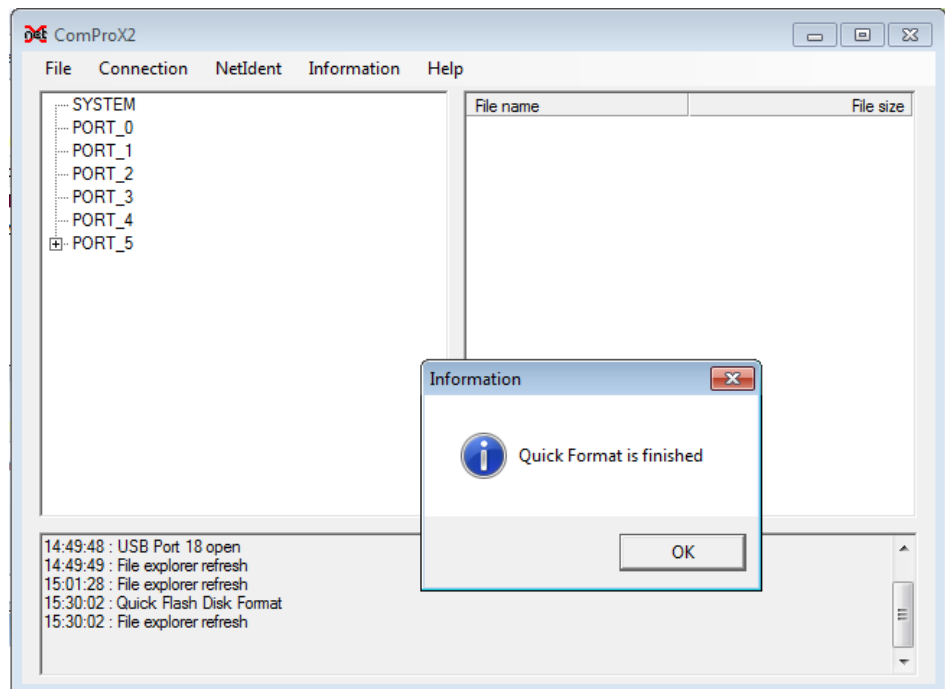 net ComProX2
File Connection NetIdent Information Help
SYSTEM
PORT_0
PORT_1
PORT_2
PORT_3
PORT_4
PORT_5
File name File size
Information
Quick Format is finished
OK
14:49:48 : USB Port 18 open
14:49:49 : File explorer refresh
15:01:28 : File explorer refresh
15:30:02 : Quick Flash Disk Format
15:30:02 : File explorer refresh